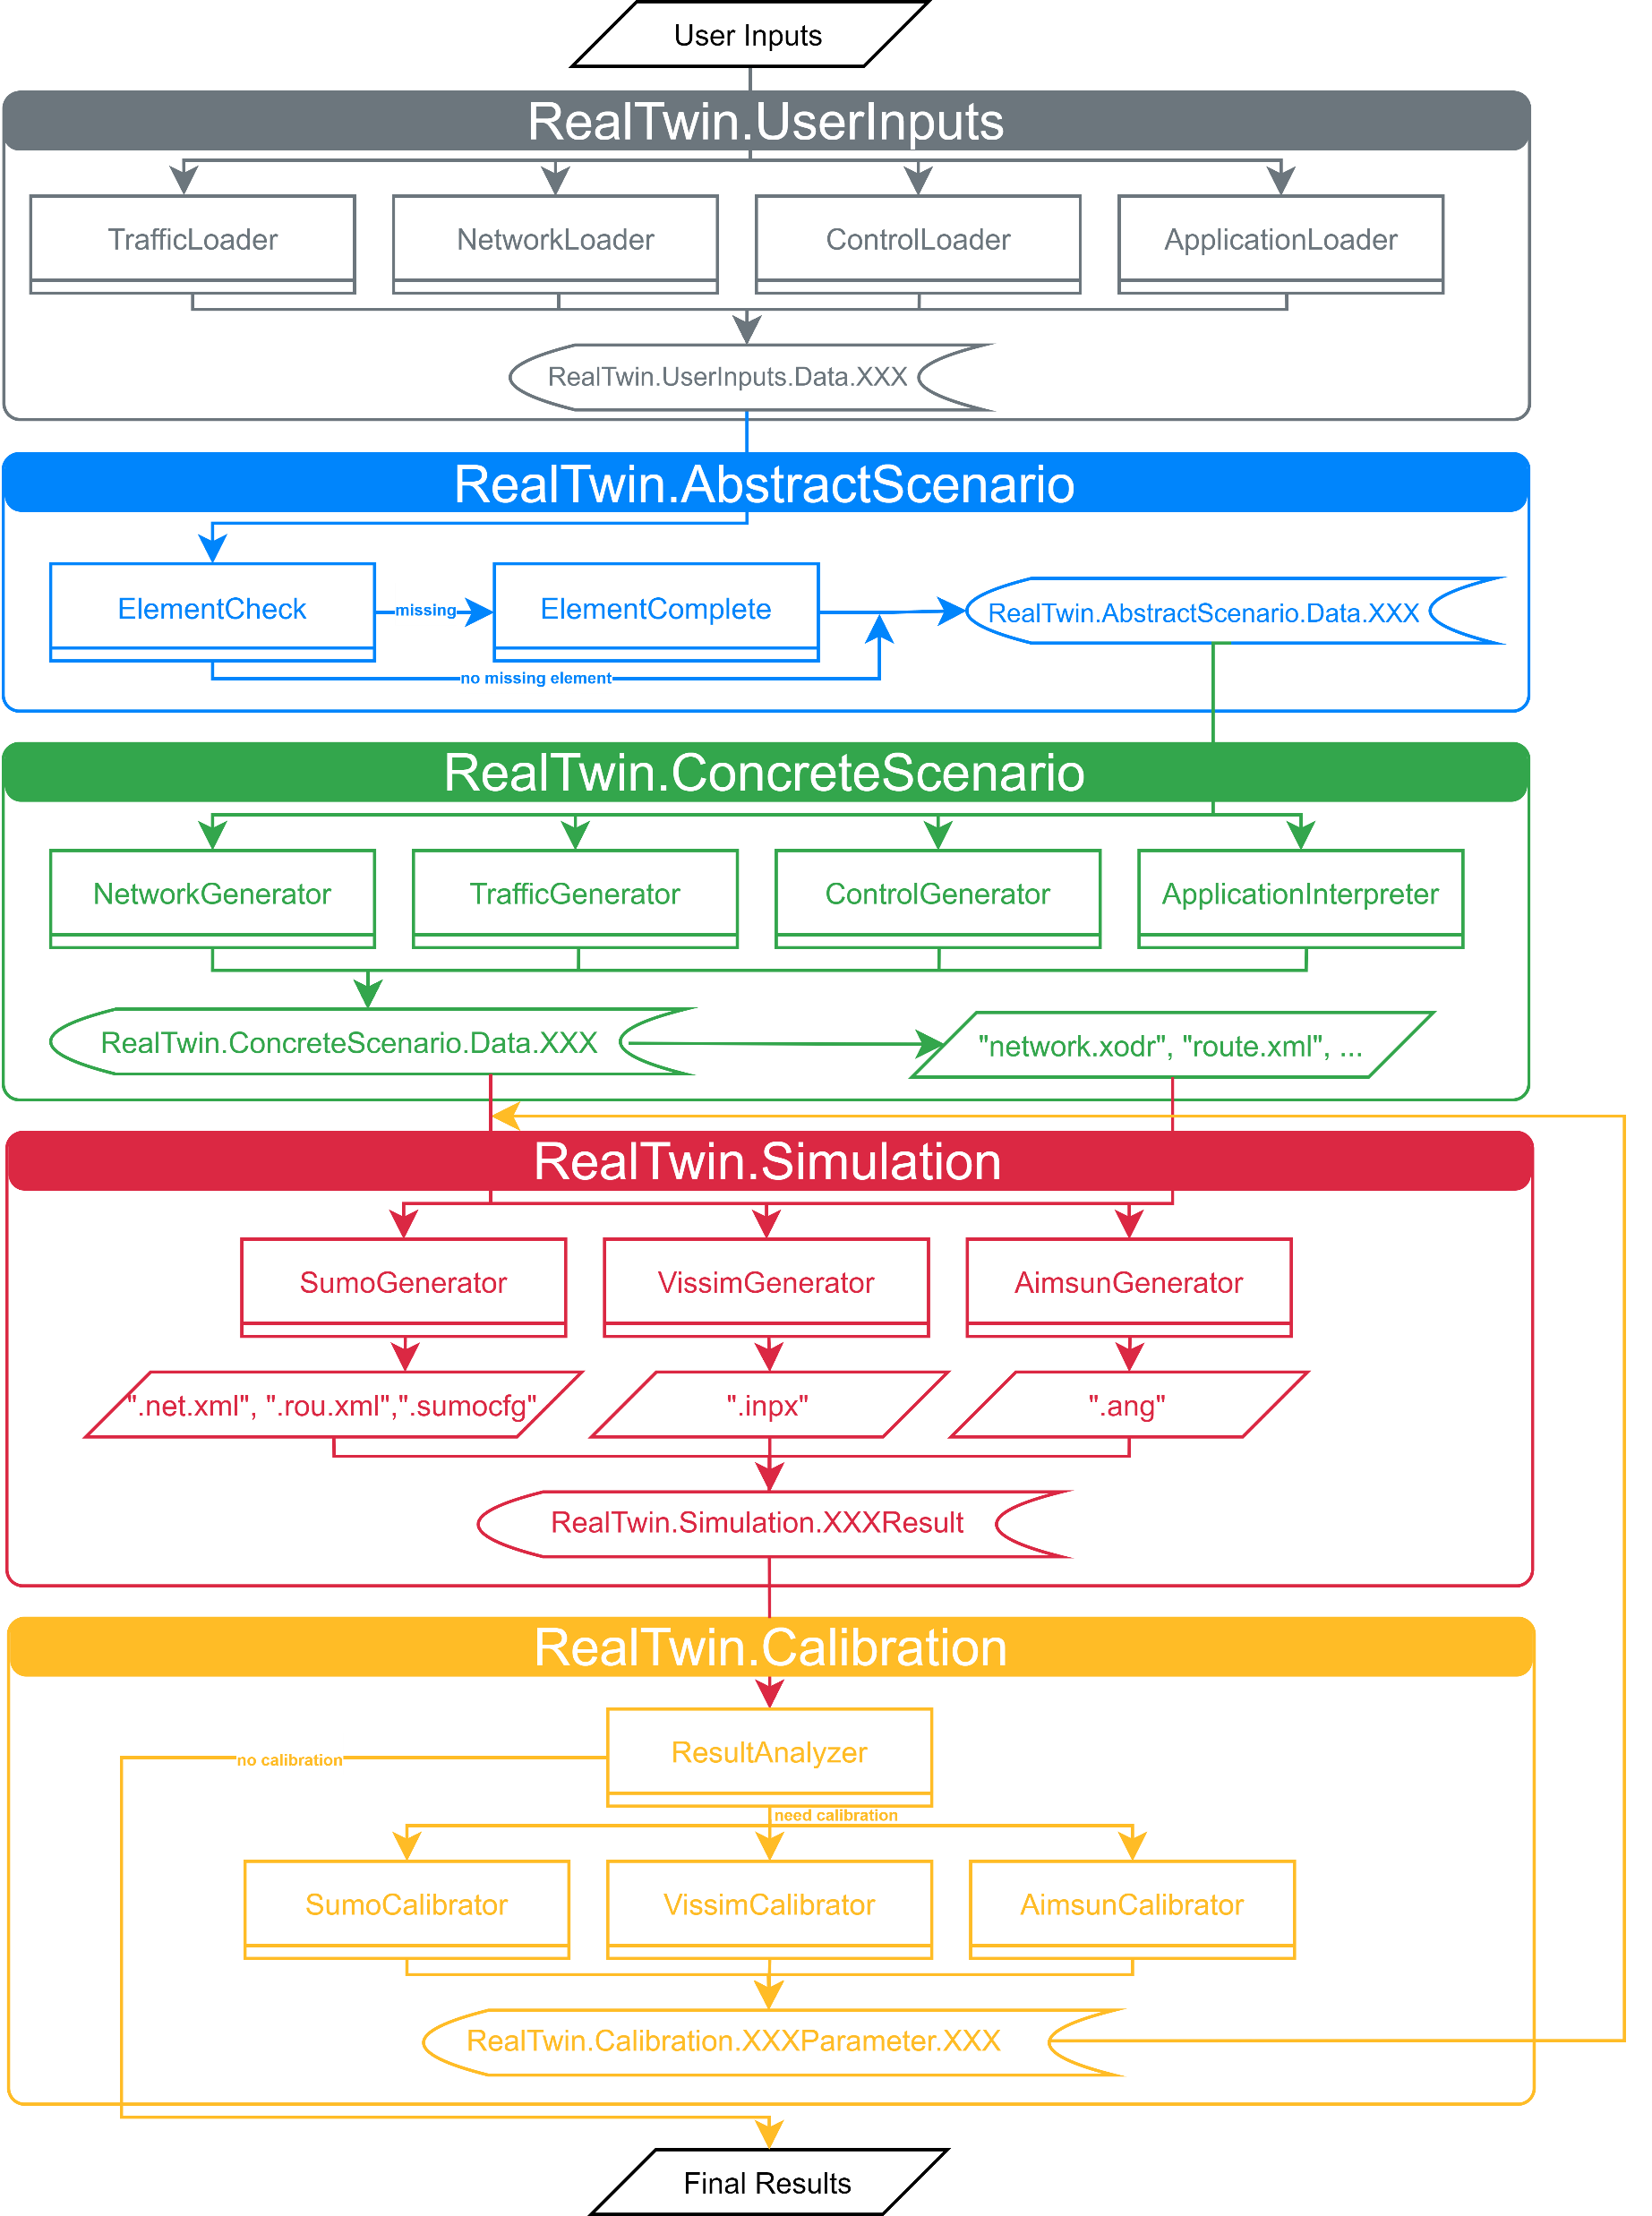 User Inputs
RealTwin.UserInputs
TrafficLoader
NetworkLoader
ControlLoader
ApplicationLoader
RealTwin.UserInputs.Data.XXX
RealTwin.AbstractScenario
ElementCheck
missing
ElementComplete
RealTwin.AbstractScenario.Data.XXX
no missing element
RealTwin.ConcreteScenario
NetworkGenerator
TrafficGenerator
ControlGenerator
ApplicationInterpreter
RealTwin.ConcreteScenario.Data.XXX
"network.xodr", "route.xml", ...
RealTwin.Simulation
SumoGenerator
VissimGenerator
AimsunGenerator
".net.xml", ".rou.xml",".sumocfg"
".inpx"
".ang"
RealTwin.Simulation.XXXResult
RealTwin.Calibration
ResultAnalyzer
no calibration
need calibration
SumoCalibrator
VissimCalibrator
AimsunCalibrator
RealTwin.Calibration.XXXParameter.XXX
Final Results